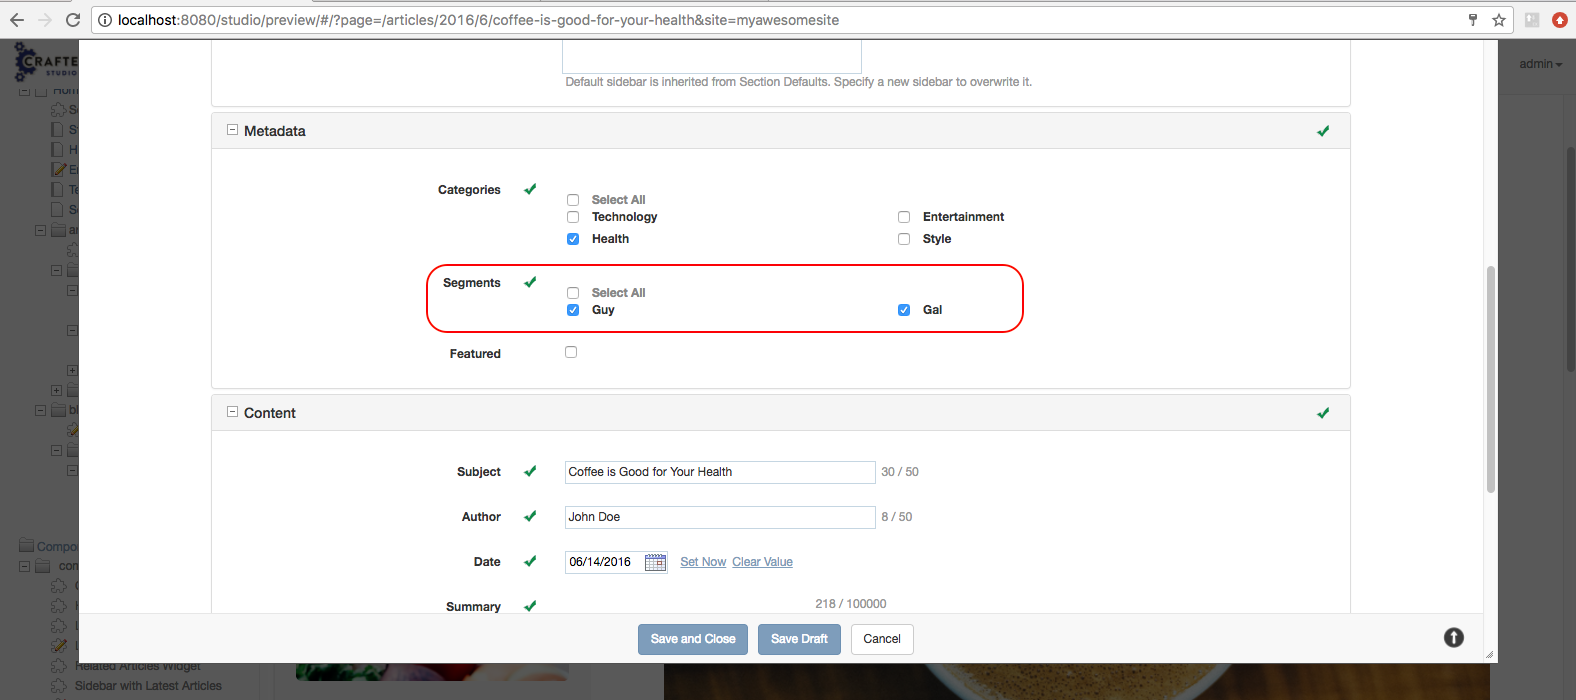 localhost:8080/studio/preview/#/?page=/articles/2016/6/coffee-is-good-for-your-health&site=myawesomesite
CRAFTE
STUDIO
admin
Default sidebar is inherited from Section Defaults. Specify a new sidebar to overwrite it.
Metadata
Categories
Select All
Technology Entertainment
Health Style
Segments
Select All
Guy Gal
Featured
Content
Subject Coffee is Good for Your Health 30 / 50
Author John Doe 8 / 50
Date 06/14/2016 Set Now Clear Value
Summary 218 / 100000
Save and Close Save Draft Cancel
Related Articles Widget
Sidebar with Latest Articles